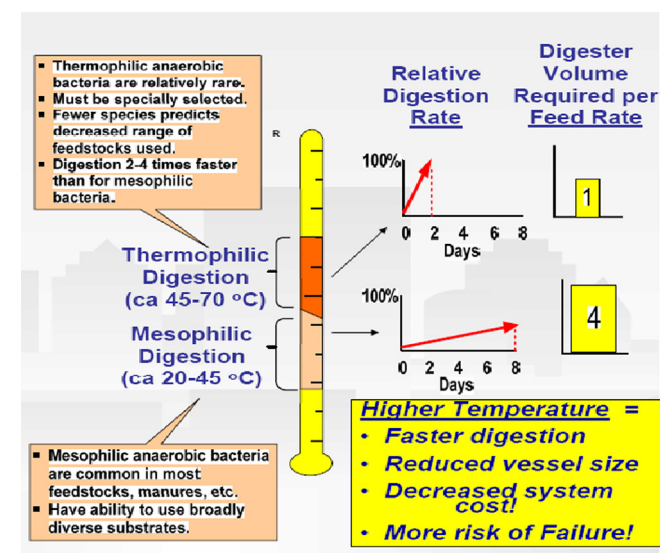 ▪ Thermophilic anaerobic
bacteria are relatively rare.
▪ Must be specially selected.
▪ Fewer species predicts
decreased range of
feedstocks used.
▪ Digestion 2-4 times faster
than for mesophilic
bacteria.
R
Relative
Digestion
Rate
Digester
Volume
Required per
Feed Rate
100%
0 2 4 6 8
Days
1
Thermophilic
Digestion
(ca 45-70 °C)
100%
0 2 4 6 8
Days
4
Mesophilic
Digestion
(ca 20-45 °C)
▪ Mesophilic anaerobic bacteria
are common in most
feedstocks, manures, etc.
▪ Have ability to use broadly
diverse substrates.
Higher Temperature =
• Faster digestion
• Reduced vessel size
• Decreased system
cost!
• More risk of Failure!